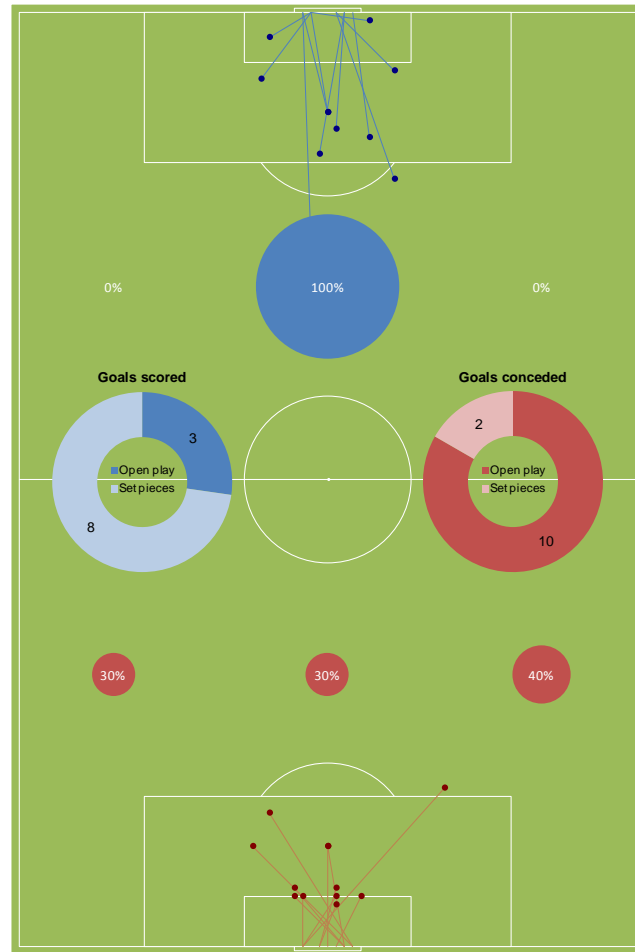 0%
100%
0%
Goals scored
Goals conceded
3
2
Open play
Set pieces
Open play
Set pieces
8
10
30%
30%
40%